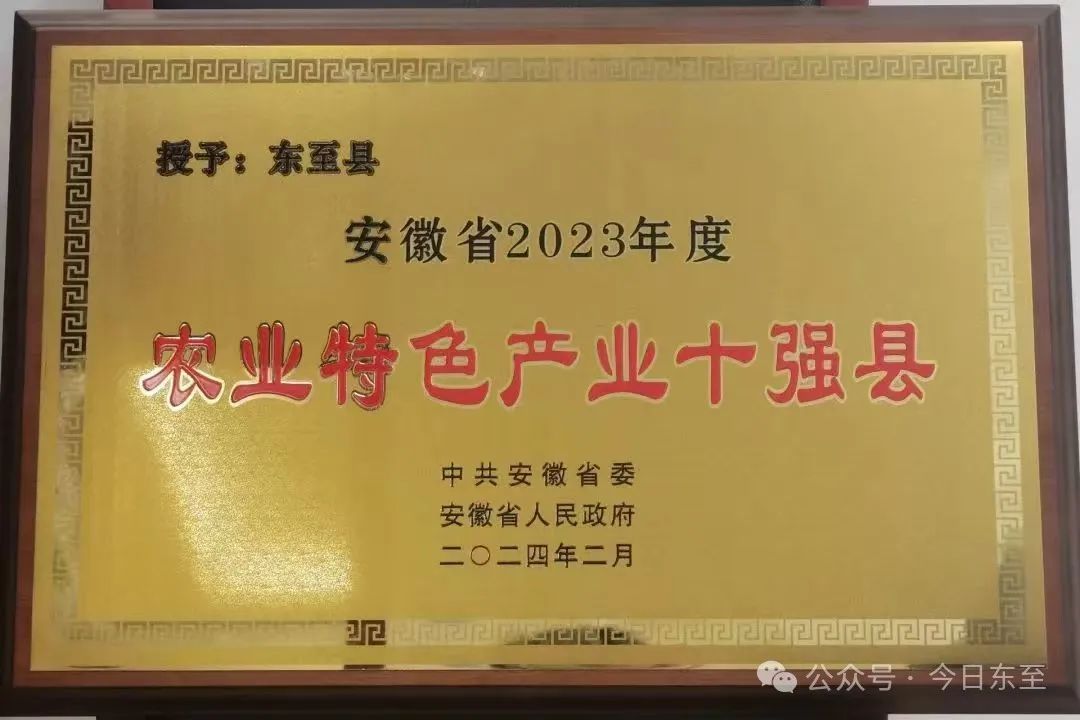 授予：东至县
安徽省2023年度
农业特色产业十强县
中共安徽省委
安徽省人民政府
二〇二四年二月
公众号·今日东至